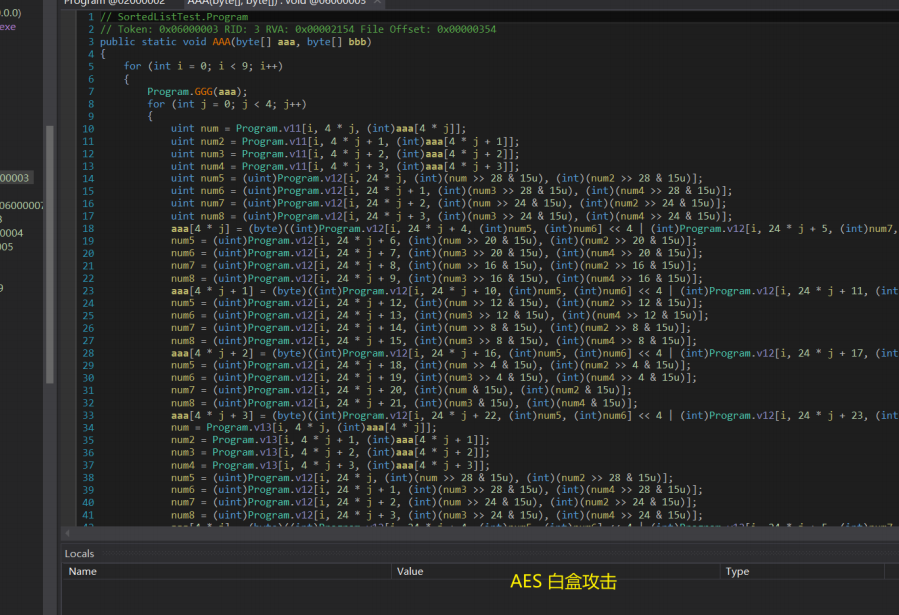 Program @02000002
AAA(byte[], byte[]) : void @06000003 ×
.0.0)
exe
00003
06000007
3
0004
005
9
1 // SortedListTest.Program
2 // Token: 0x06000003 RID: 3 RVA: 0x00002154 File Offset: 0x00000354
3 public static void AAA(byte[] aaa, byte[] bbb)
4 {
5 for (int i = 0; i < 9; i++)
6 {
7 Program.GGG(aaa);
8 for (int j = 0; j < 4; j++)
9 {
10 uint num = Program.v11[i, 4 * j, (int)aaa[4 * j]];
11 uint num2 = Program.v11[i, 4 * j + 1, (int)aaa[4 * j + 1]];
12 uint num3 = Program.v11[i, 4 * j + 2, (int)aaa[4 * j + 2]];
13 uint num4 = Program.v11[i, 4 * j + 3, (int)aaa[4 * j + 3]];
14 uint num5 = (uint)Program.v12[i, 24 * j, (int)(num >> 28 & 15u), (int)(num2 >> 28 & 15u)];
15 uint num6 = (uint)Program.v12[i, 24 * j + 1, (int)(num3 >> 28 & 15u), (int)(num4 >> 28 & 15u)];
16 uint num7 = (uint)Program.v12[i, 24 * j + 2, (int)(num >> 24 & 15u), (int)(num2 >> 24 & 15u)];
17 uint num8 = (uint)Program.v12[i, 24 * j + 3, (int)(num3 >> 24 & 15u), (int)(num4 >> 24 & 15u)];
18 aaa[4 * j] = (byte)((int)Program.v12[i, 24 * j + 4, (int)num5, (int)num6] << 4 | (int)Program.v12[i, 24 * j + 5, (int)num7,
19 num5 = (uint)Program.v12[i, 24 * j + 6, (int)(num >> 20 & 15u), (int)(num2 >> 20 & 15u)];
20 num6 = (uint)Program.v12[i, 24 * j + 7, (int)(num3 >> 20 & 15u), (int)(num4 >> 20 & 15u)];
21 num7 = (uint)Program.v12[i, 24 * j + 8, (int)(num >> 16 & 15u), (int)(num2 >> 16 & 15u)];
22 num8 = (uint)Program.v12[i, 24 * j + 9, (int)(num3 >> 16 & 15u), (int)(num4 >> 16 & 15u)];
23 aaa[4 * j + 1] = (byte)((int)Program.v12[i, 24 * j + 10, (int)num5, (int)num6] << 4 | (int)Program.v12[i, 24 * j + 11, (int
24 num5 = (uint)Program.v12[i, 24 * j + 12, (int)(num >> 12 & 15u), (int)(num2 >> 12 & 15u)];
25 num6 = (uint)Program.v12[i, 24 * j + 13, (int)(num3 >> 12 & 15u), (int)(num4 >> 12 & 15u)];
26 num7 = (uint)Program.v12[i, 24 * j + 14, (int)(num >> 8 & 15u), (int)(num2 >> 8 & 15u)];
27 num8 = (uint)Program.v12[i, 24 * j + 15, (int)(num3 >> 8 & 15u), (int)(num4 >> 8 & 15u)];
28 aaa[4 * j + 2] = (byte)((int)Program.v12[i, 24 * j + 16, (int)num5, (int)num6] << 4 | (int)Program.v12[i, 24 * j + 17, (int
29 num5 = (uint)Program.v12[i, 24 * j + 18, (int)(num >> 4 & 15u), (int)(num2 >> 4 & 15u)];
30 num6 = (uint)Program.v12[i, 24 * j + 19, (int)(num3 >> 4 & 15u), (int)(num4 >> 4 & 15u)];
31 num7 = (uint)Program.v12[i, 24 * j + 20, (int)(num & 15u), (int)(num2 & 15u)];
32 num8 = (uint)Program.v12[i, 24 * j + 21, (int)(num3 & 15u), (int)(num4 & 15u)];
33 aaa[4 * j + 3] = (byte)((int)Program.v12[i, 24 * j + 22, (int)num5, (int)num6] << 4 | (int)Program.v12[i, 24 * j + 23, (int
34 num = Program.v13[i, 4 * j, (int)aaa[4 * j]];
35 num2 = Program.v13[i, 4 * j + 1, (int)aaa[4 * j + 1]];
36 num3 = Program.v13[i, 4 * j + 2, (int)aaa[4 * j + 2]];
37 num4 = Program.v13[i, 4 * j + 3, (int)aaa[4 * j + 3]];
38 num5 = (uint)Program.v12[i, 24 * j, (int)(num >> 28 & 15u), (int)(num2 >> 28 & 15u)];
39 num6 = (uint)Program.v12[i, 24 * j + 1, (int)(num3 >> 28 & 15u), (int)(num4 >> 28 & 15u)];
40 num7 = (uint)Program.v12[i, 24 * j + 2, (int)(num >> 24 & 15u), (int)(num2 >> 24 & 15u)];
41 num8 = (uint)Program.v12[i, 24 * j + 3, (int)(num3 >> 24 & 15u), (int)(num4 >> 24 & 15u)];
Locals
Name Value Type
AES 白盒攻击